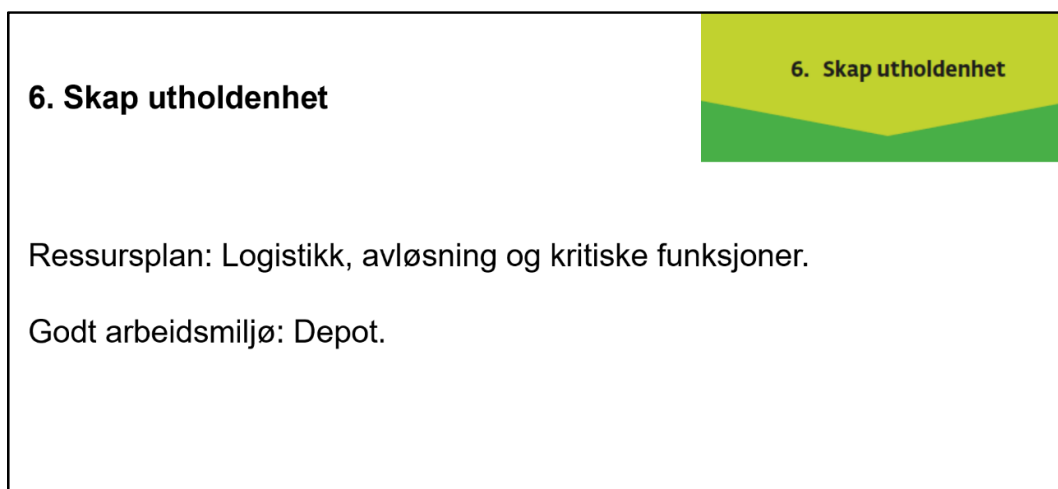 6. Skap utholdenhet
6. Skap utholdenhet
Ressursplan: Logistikk, avløsning og kritiske funksjoner.
Godt arbeidsmiljø: Depot.